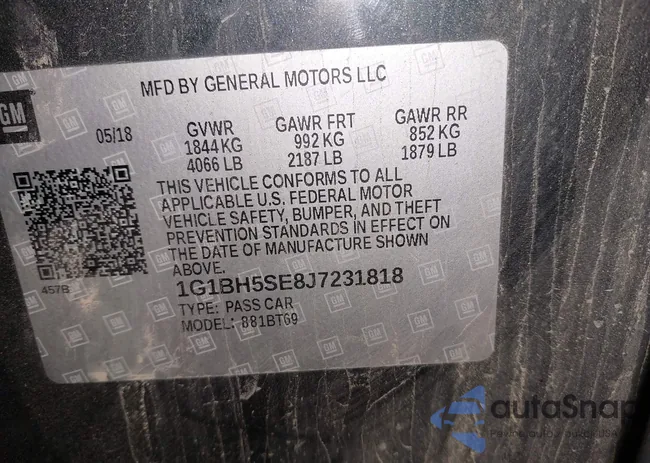 MFD BY GENERAL MOTORS LLC
GM
05/18
GVWR
1844 KG
4066 LB
GAWR FRT
992 KG
2187 LB
GAWR RR
852 KG
1879 LB
THIS VEHICLE CONFORMS TO ALL
APPLICABLE U.S. FEDERAL MOTOR
VEHICLE SAFETY, BUMPER, AND THEFT
PREVENTION STANDARDS IN EFFECT ON
THE DATE OF MANUFACTURE SHOWN
ABOVE.
457B
1G1BH5SE8J7231818
TYPE: PASS CAR
MODEL: 881BT69
autoSnap